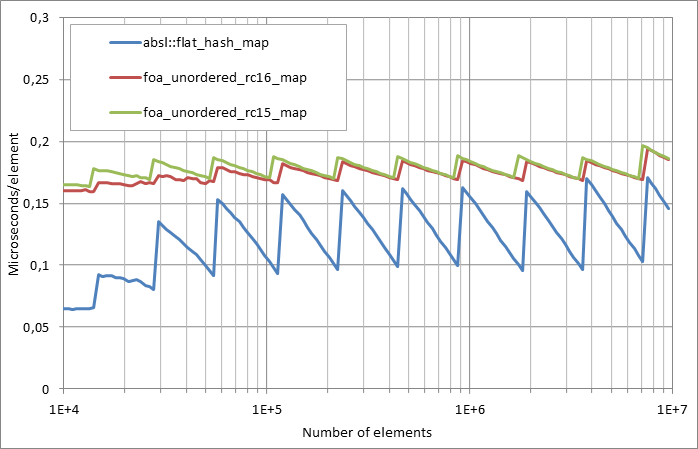 0,3
0,25
0,2
0,15
0,1
0,05
0
Microseconds/element
absl::flat_hash_map
foa_unordered_rc16_map
foa_unordered_rc15_map
1E+4 1E+5 1E+6 1E+7
Number of elements